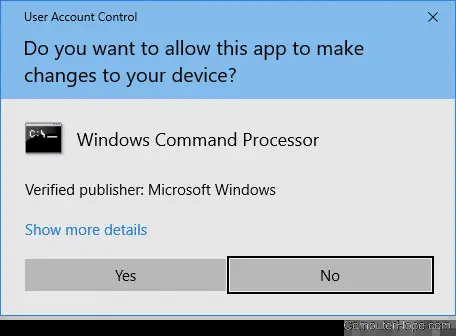 User Account Control
Do you want to allow this app to make
changes to your device?
C:\
Windows Command Processor
Verified publisher: Microsoft Windows
Show more details
Yes
No
ComputerHope.com